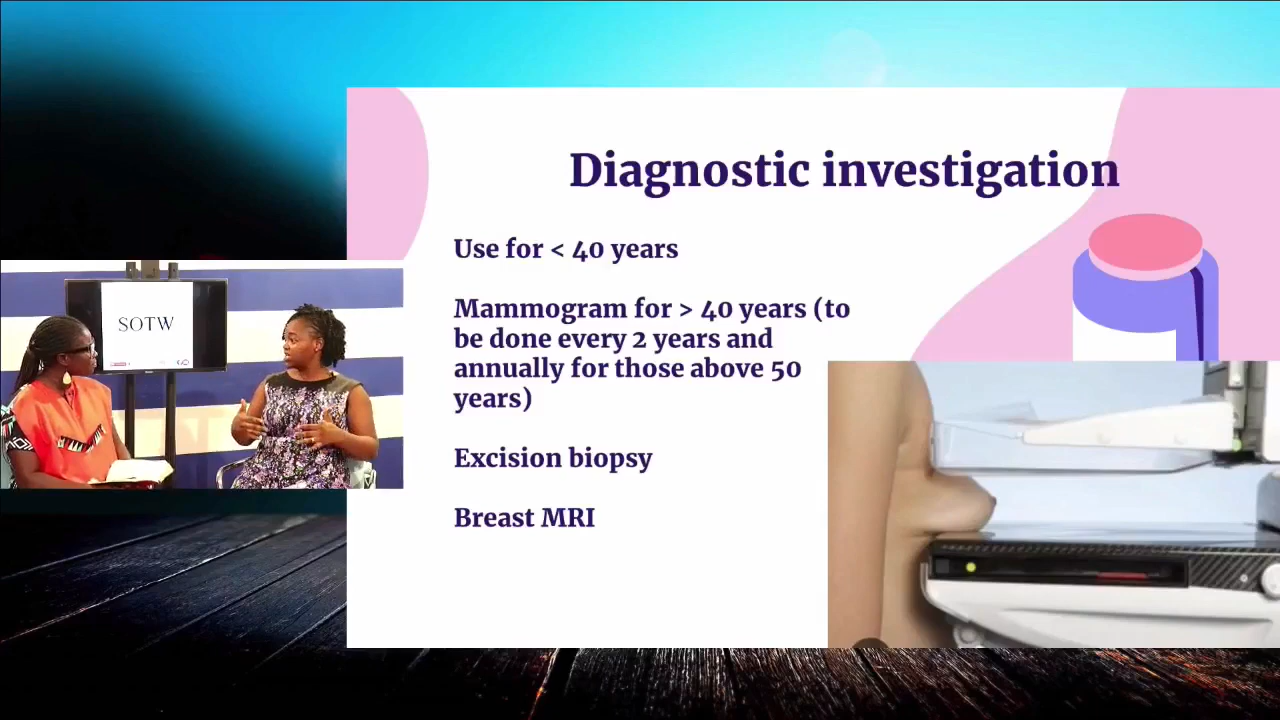 Diagnostic investigation
Use for < 40 years
Mammogram for > 40 years (to
be done every 2 years and
annually for those above 50
years)
Excision biopsy
Breast MRI
SOTW